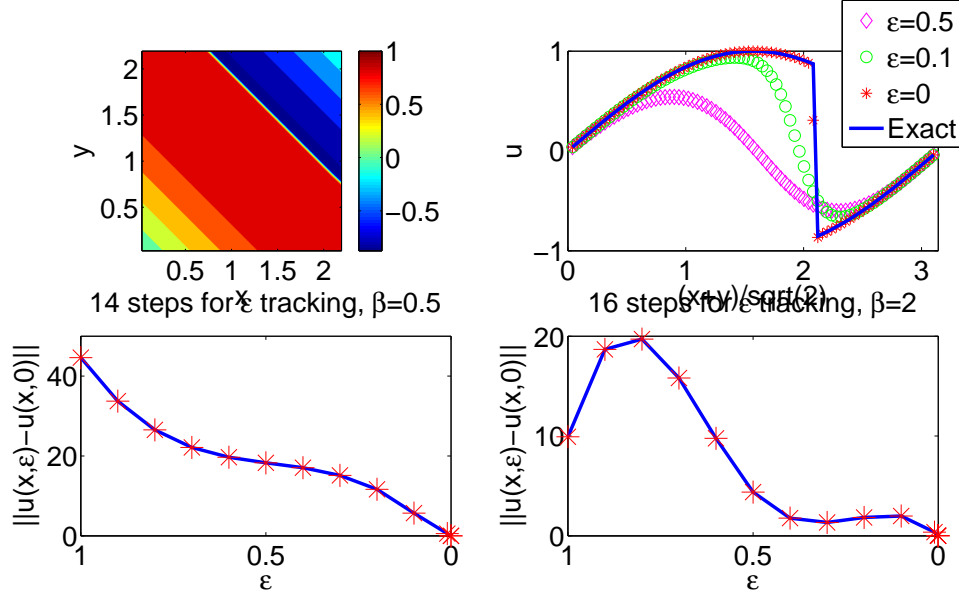 2
1.5
1
0.5
y
0.5
1
1.5
2
x
1
0.5
0
−0.5
1
0
−1
u
0
1
2
3
(x+y)/sqrt(2)
ε=0.5
ε=0.1
ε=0
Exact
14 steps for ε tracking, β=0.5
40
20
0
||u(x,ε)−u(x,0)||
1
0.5
0
ε
16 steps for ε tracking, β=2
20
10
0
||u(x,ε)−u(x,0)||
1
0.5
0
ε